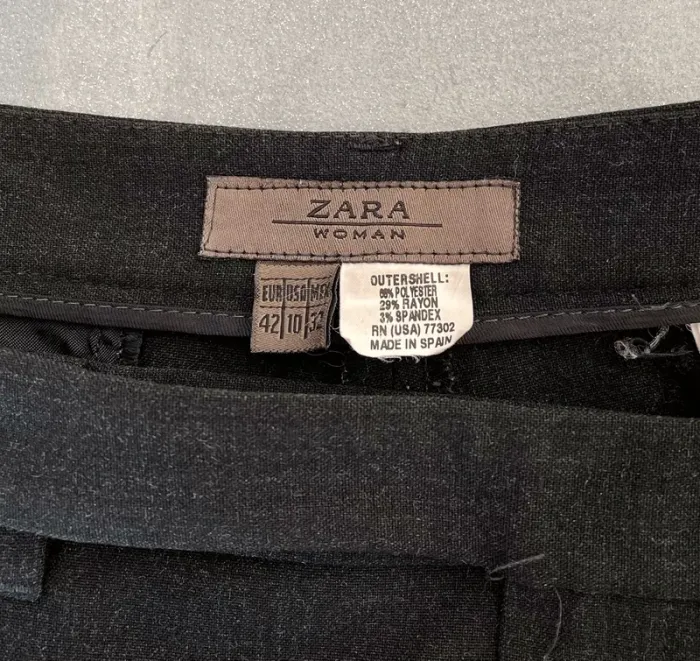 ZARA
WOMAN
EUR USG MEX
42 10 32
OUTERSHELL:
68% POLYESTER
29% RAYON
3% SPANDEX
RN (USA) 77302
MADE IN SPAIN